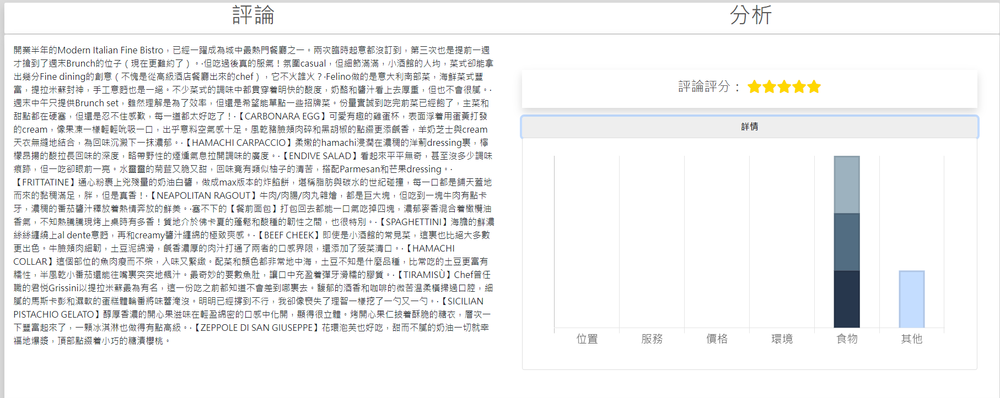 評論
開業半年的Modern Italian Fine Bistro，已經一躍成為城中最熱門餐廳之一。兩次臨時起意都沒訂到，第三次也是提前一週
才搶到了週末Brunch的位子（現在更難約了）。·但吃過後真的服氣！氛圍casual，但細節滿滿，小酒館的人均，菜式卻能拿
出幾分Fine dining的創意（不愧是從高級酒店餐廳出來的chef），它不火誰火？·Felino做的是意大利南部菜，海鮮菜式豐
富，提拉米蘇封神，手工意麪也是一絕。不少菜式的調味中都貫穿着明快的酸度，奶酪和醬汁看上去厚重，但也不會很膩。·
週末中午只提供Brunch set，雖然理解是為了效率，但還是希望能單點一些招牌菜。份量實誠到吃完前菜已經飽了，主菜和
甜點都在硬塞，但還是忍不住感歎，每一道都太好吃了！·【CARBONARA EGG】可愛有趣的雞蛋杯，表面浮着用蛋黃打發
的cream，像果凍一樣輕輕吮吸一口，出乎意料空氣感十足。風乾豬臉頰肉碎和黑胡椒的點綴更添鹹香，羊奶芝士與cream
天衣無縫地結合，為回味沉澱下一抹濃郁。·【HAMACHI CARPACCIO】柔嫩的hamachi浸潤在濃稠的洋薊dressing裏，檸
檬昂揚的酸拉長回味的深度，略帶野性的煙燻氣息拉開調味的廣度。·【ENDIVE SALAD】看起來平平無奇，甚至沒多少調味
痕跡，但一吃卻眼前一亮。水靈靈的菊苣又脆又甜，回味竟有類似柚子的清苦，搭配Parmesan和芒果dressing。·
【FRITTATINE】通心粉裹上兇殘量的奶油白醬，做成max版本的炸餡餅，堪稱脂肪與碳水的世紀碰撞，每一口都是鋪天蓋地
而來的黏稠滿足，胖，但是真香！·【NEAPOLITAN RAGOUT】牛肉/肉腸/肉丸雜燴，都是巨大塊，但吃到一塊牛肉有點卡
牙，濃稠的番茄醬汁釋放着熱情奔放的鮮美。·塞不下的【餐前面包】打包回去都能一口氣吃掉四塊，濃郁麥香混合着橄欖油
香氣，不知熱騰騰現烤上桌時有多香！質地介於佛卡夏的蓬鬆和酸種的韌性之間，也很特別。·【SPAGHETTINI】海膽的鮮濃
絲絲纏繞上al dente意麪，再和creamy醬汁纏綿的極致爽感。·【BEEF CHEEK】即使是小酒館的常見菜，這裏也比絕大多數
更出色。牛臉頰肉細韌，土豆泥綿滑，鹹香濃厚的肉汁打通了兩者的口感界限，還添加了菠菜清口。·【HAMACHI
COLLAR】這個部位的魚肉瘦而不柴，入味又緊緻。配菜和顏色都非常地中海，土豆不知是什麼品種，比常吃的土豆更富有
糯性，半風乾小番茄還能往嘴裏突突地飆汁。最奇妙的要數魚肚，讓口中充盈着彈牙滑糯的膠質。·【TIRAMISÙ】Chef曾任
職的君悦Grissini以提拉米蘇最為有名，這一份吃之前都知道不會差到哪裏去。馥郁的酒香和咖啡的微苦温柔橫掃過口腔，細
膩的馬斯卡彭和濕軟的蛋糕體輪番將味蕾淹沒。明明已經撐到不行，我卻像喪失了理智一樣挖了一勺又一勺。·【SICILIAN
PISTACHIO GELATO】醇厚香濃的開心果滋味在輕盈綿密的口感中化開，顯得很立體。烤開心果仁披着酥脆的糖衣，層次一
下豐富起來了，一顆冰淇淋也做得有點高級。·【ZEPPOLE DI SAN GIUSEPPE】花環泡芙也好吃，甜而不膩的奶油一切就幸
福地爆漿，頂部點綴着小巧的糖漬櫻桃。
分析
評論評分：
詳情
位置 服務 價格 環境 食物 其他